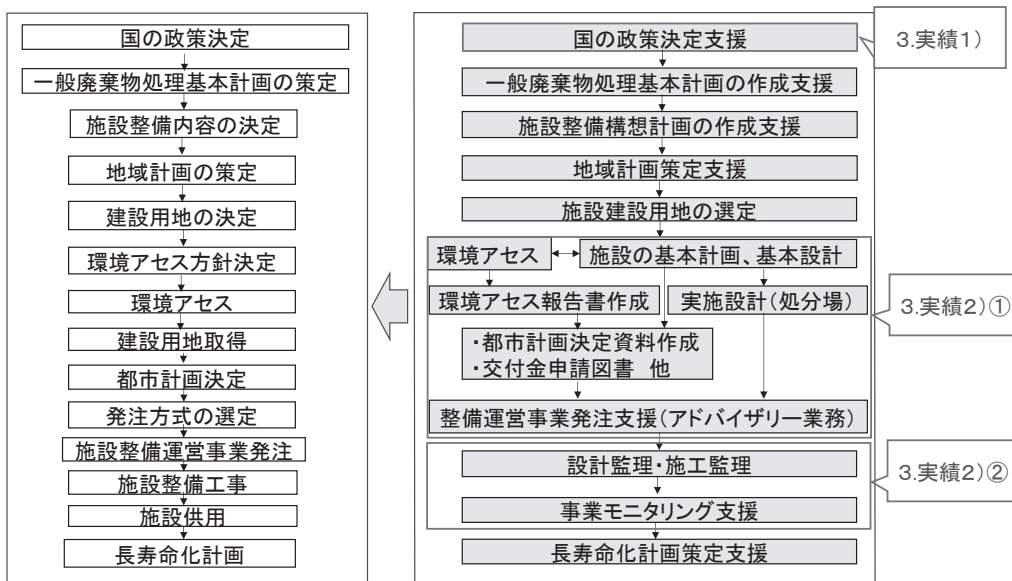 国の政策決定
一般廃棄物処理基本計画の策定
施設整備内容の決定
地域計画の策定
建設用地の決定
環境アセス方針決定
環境アセス
建設用地取得
都市計画決定
発注方式の選定
施設整備運営事業発注
施設整備工事
施設供用
長寿命化計画
国の政策決定支援
一般廃棄物処理基本計画の作成支援
施設整備構想計画の作成支援
地域計画策定支援
施設建設用地の選定
環境アセス
施設の基本計画、基本設計
環境アセス報告書作成
実施設計(処分場)
・都市計画決定資料作成
・交付金申請図書 他
整備運営事業発注支援(アドバイザリー業務)
設計監理・施工監理
事業モニタリング支援
長寿命化計画策定支援
3.実績1)
3.実績2)①
3.実績2)②